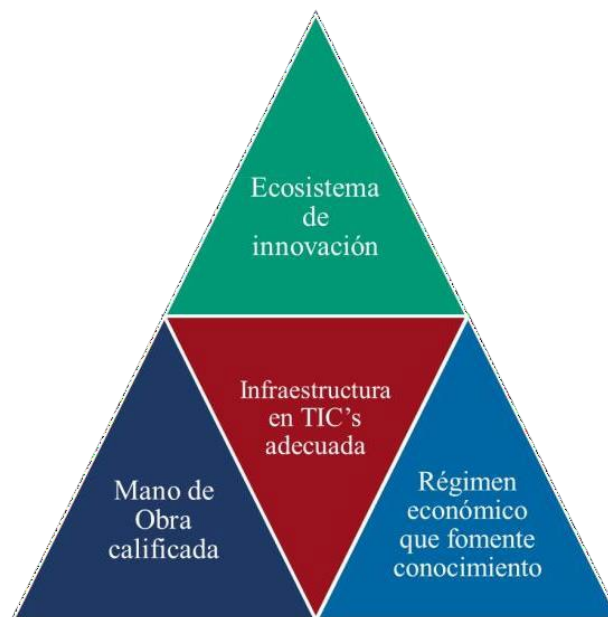 Ecosistema
de
innovación
Infraestructura
en TIC's
adecuada
Mano de
Obra
calificada
Régimen
económico
que fomente
conocimiento